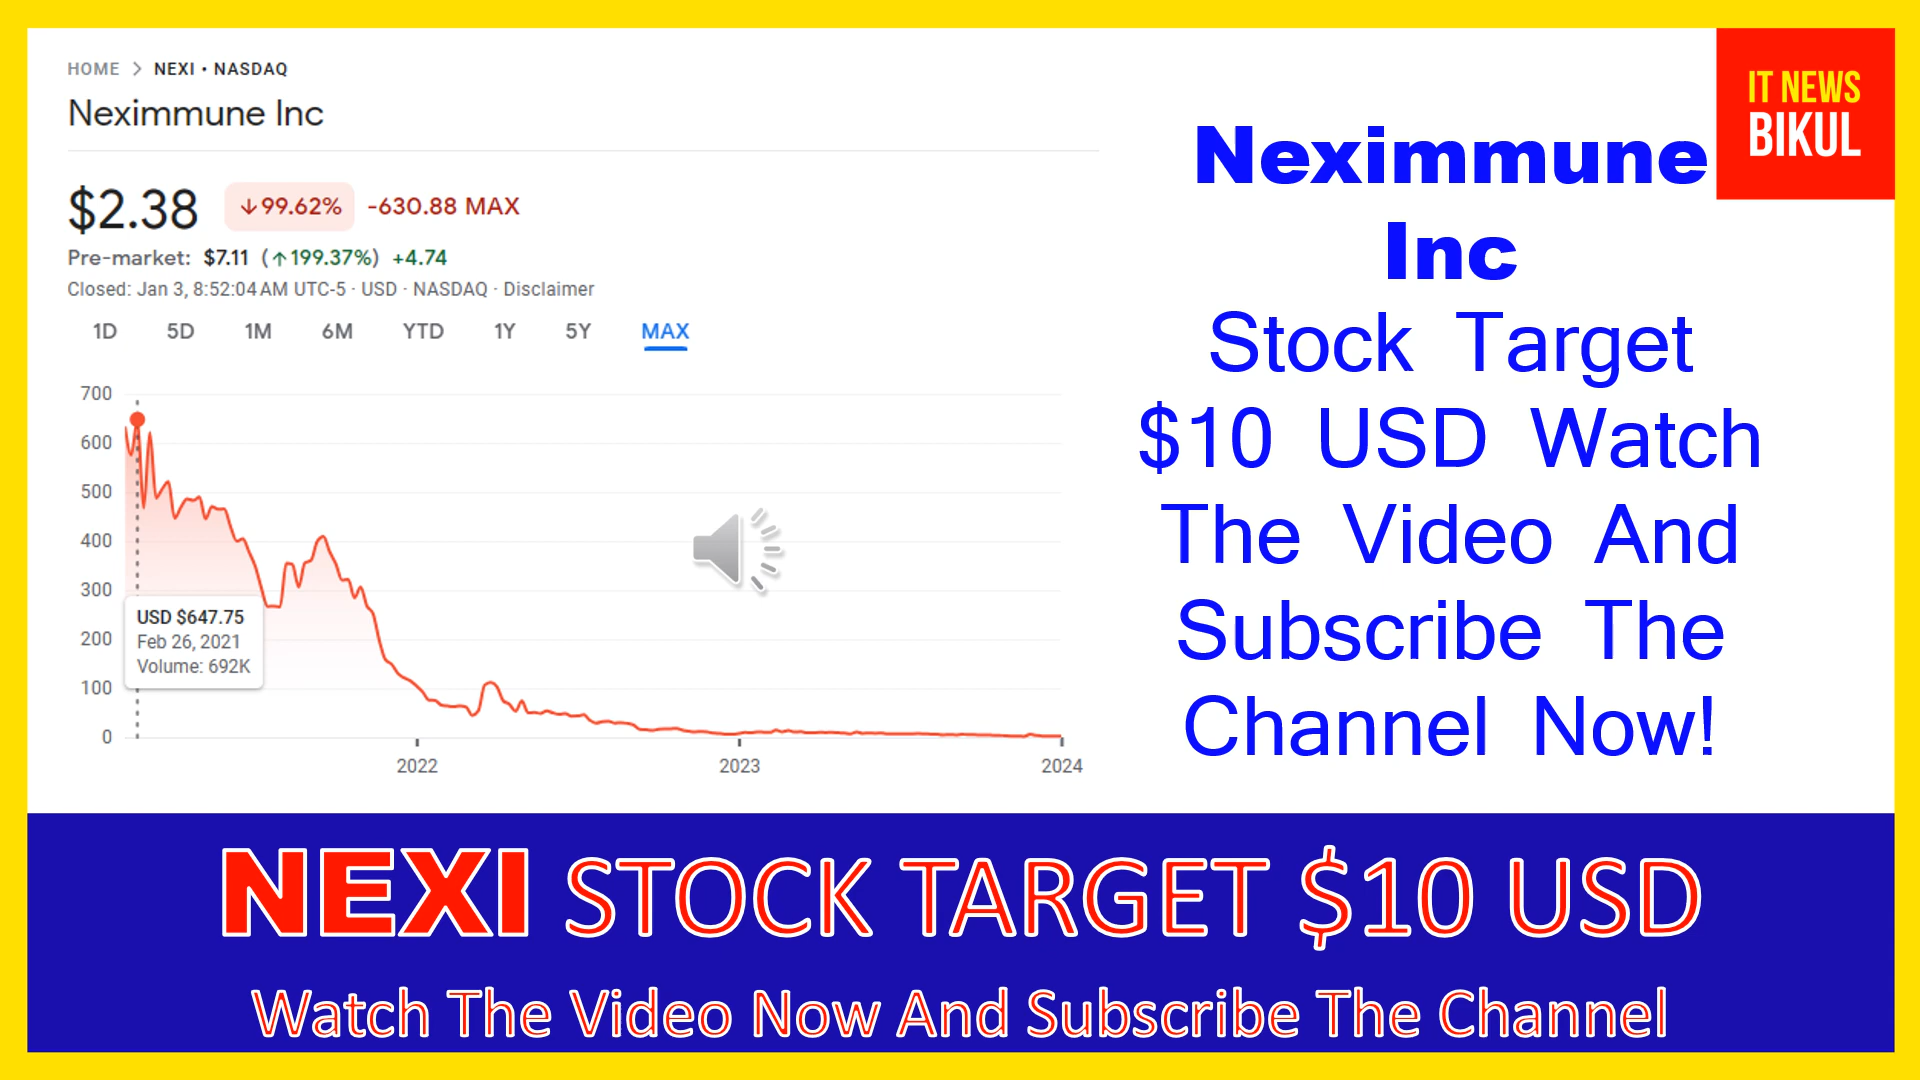 HOME > NEXI • NASDAQ
Neximmune Inc
$2.38 ↓99.62% -630.88 MAX
Pre-market: $7.11 (↑199.37%) +4.74
Closed: Jan 3, 8:52:04 AM UTC-5 · USD · NASDAQ · Disclaimer
1D 5D 1M 6M YTD 1Y 5Y MAX
700
600
500
400
300
200
100
0
USD $647.75
Feb 26, 2021
Volume: 692K
2022 2023 2024
IT NEWS
BIKUL
Neximmune
Inc
Stock Target
$10 USD Watch
The Video And
Subscribe The
Channel Now!
NEXI STOCK TARGET $10 USD
Watch The Video Now And Subscribe The Channel